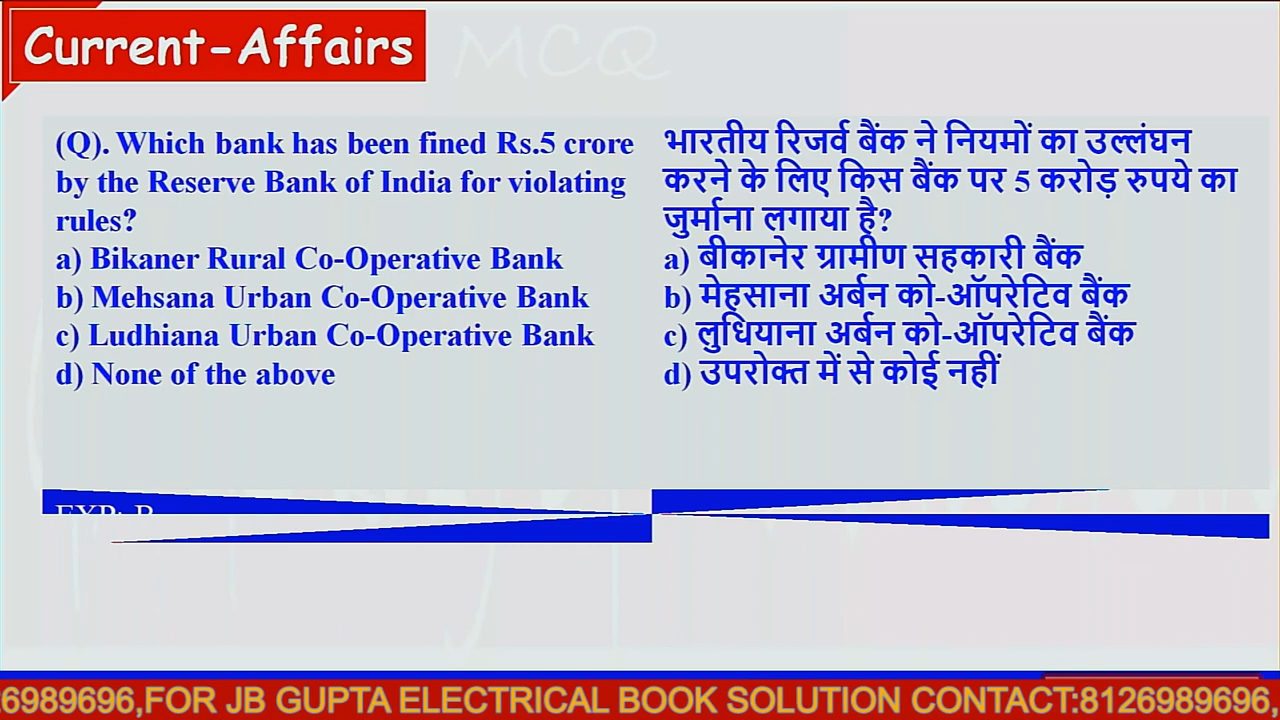 Current-Affairs
MCQ
(Q). Which bank has been fined Rs.5 crore
by the Reserve Bank of India for violating
rules?
a) Bikaner Rural Co-Operative Bank
b) Mehsana Urban Co-Operative Bank
c) Ludhiana Urban Co-Operative Bank
d) None of the above
भारतीय रिजर्व बैंक ने नियमों का उल्लंघन
करने के लिए किस बैंक पर 5 करोड़ रुपये का
जुर्माना लगाया है?
a) बीकानेर ग्रामीण सहकारी बैंक
b) मेहसाना अर्बन को-ऑपरेटिव बैंक
c) लुधियाना अर्बन को-ऑपरेटिव बैंक
d) उपरोक्त में से कोई नहीं
6989696,FOR JB GUPTA ELECTRICAL BOOK SOLUTION CONTACT:8126989696,